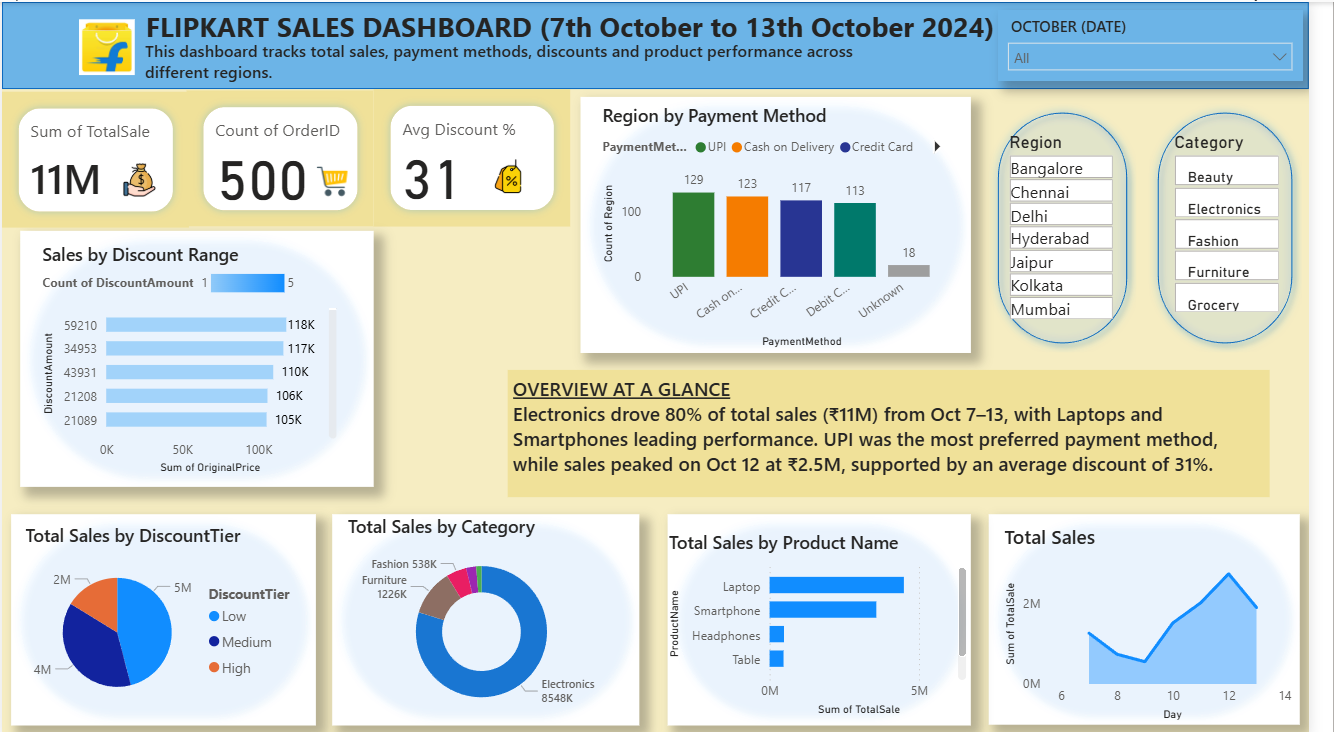 FLIPKART SALES DASHBOARD (7th October to 13th October 2024)
This dashboard tracks total sales, payment methods, discounts and product performance across
different regions.
OCTOBER (DATE)
All
Sum of TotalSale
11M
Count of OrderID
500
Avg Discount %
31
%
Region by Payment Method
PaymentMet... UPI Cash on Delivery Credit Card
Count of Region
100
0
129
123
117
113
18
UPI
Cash on...
Credit C...
Debit C...
Unknown
PaymentMethod
Region
Bangalore
Chennai
Delhi
Hyderabad
Jaipur
Kolkata
Mumbai
Category
Beauty
Electronics
Fashion
Furniture
Grocery
Sales by Discount Range
Count of DiscountAmount 1 5
DiscountAmount
59210 118K
34953 117K
43931 110K
21208 106K
21089 105K
0K 50K 100K
Sum of OriginalPrice
OVERVIEW AT A GLANCE
Electronics drove 80% of total sales (₹11M) from Oct 7–13, with Laptops and
Smartphones leading performance. UPI was the most preferred payment method,
while sales peaked on Oct 12 at ₹2.5M, supported by an average discount of 31%.
Total Sales by DiscountTier
2M
5M
4M
DiscountTier
Low
Medium
High
Total Sales by Category
Fashion 538K
Furniture
1226K
Electronics
8548K
Total Sales by Product Name
ProductName
Laptop
Smartphone
Headphones
Table
0M 5M
Sum of TotalSale
Total Sales
Sum of TotalSale
2M
0M
6 8 10 12 14
Day